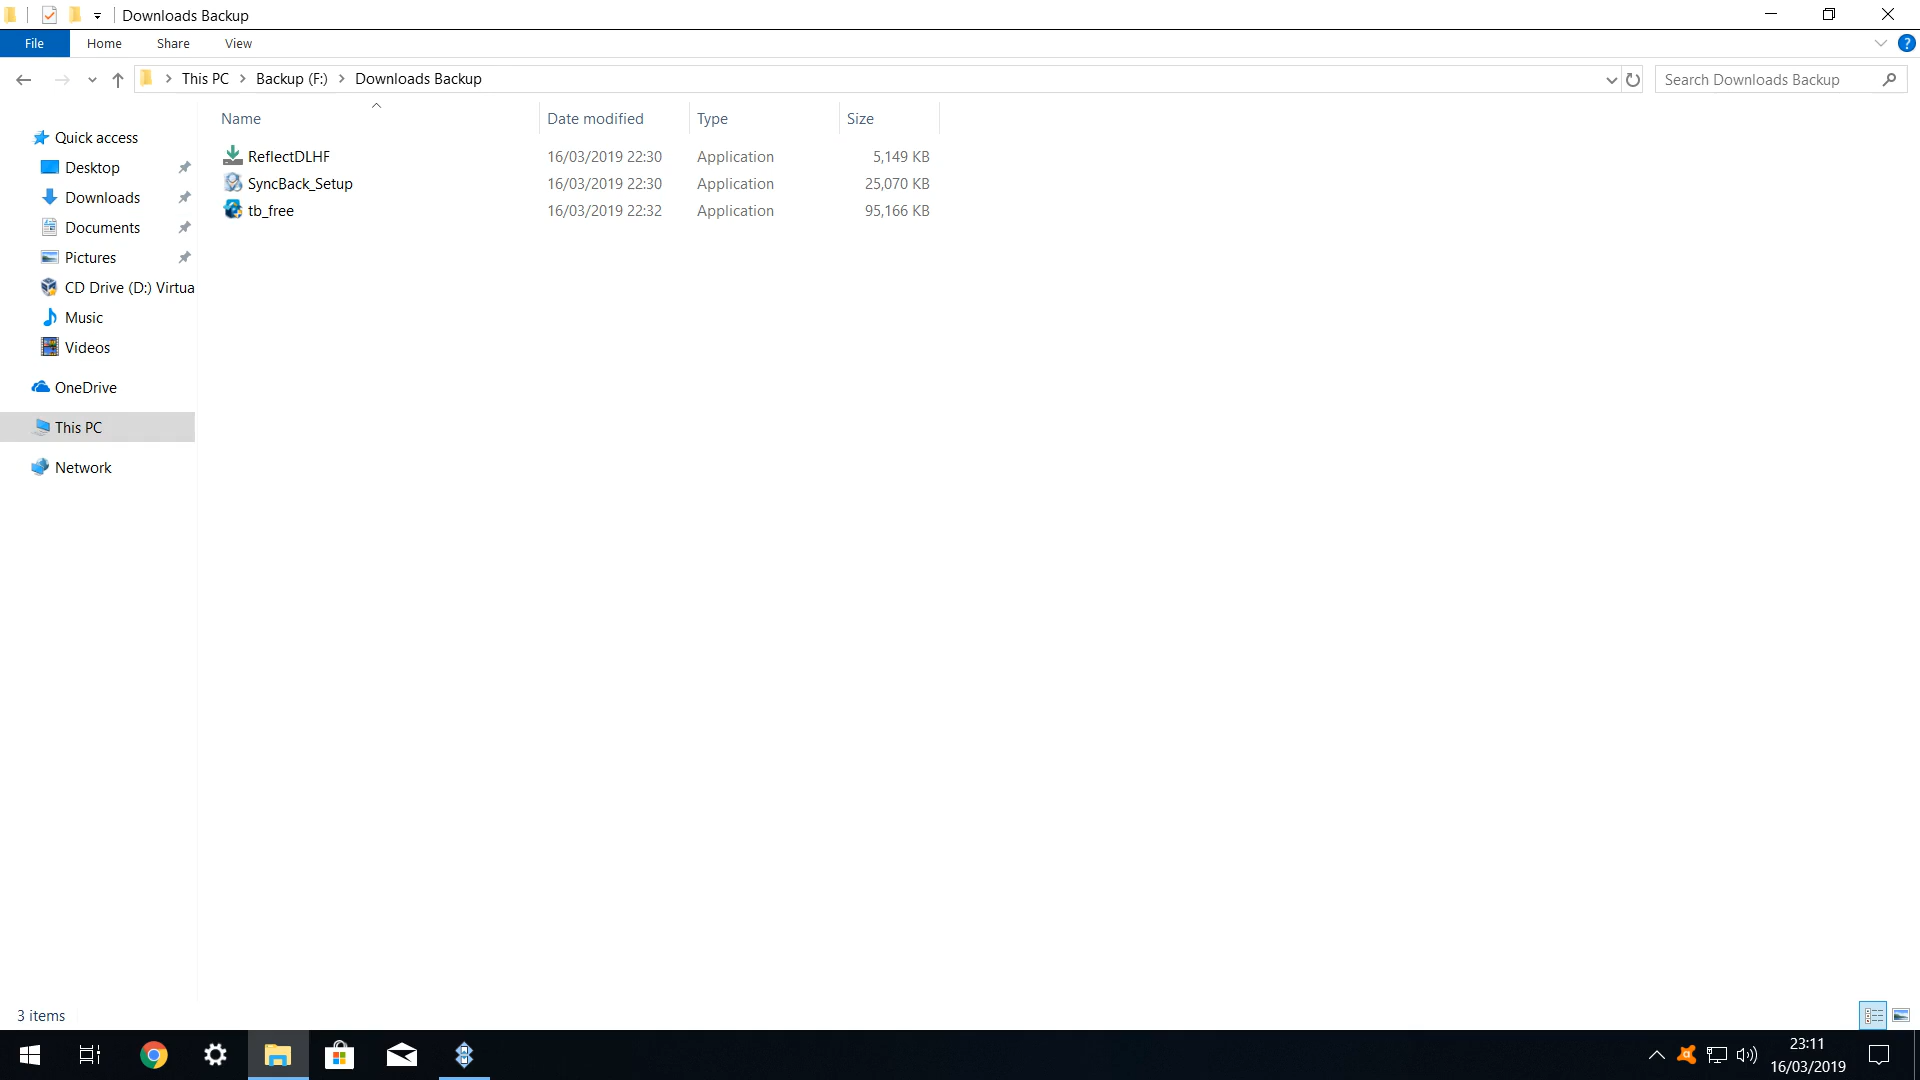 Downloads Backup
File Home Share View
This PC Backup (F:) Downloads Backup
Search Downloads Backup
Name Date modified Type Size
ReflectDLHF 16/03/2019 22:30 Application 5,149 KB
SyncBack_Setup 16/03/2019 22:30 Application 25,070 KB
tb_free 16/03/2019 22:32 Application 95,166 KB
Quick access
Desktop
Downloads
Documents
Pictures
CD Drive (D:) Virtua
Music
Videos
OneDrive
This PC
Network
3 items
23:11
16/03/2019